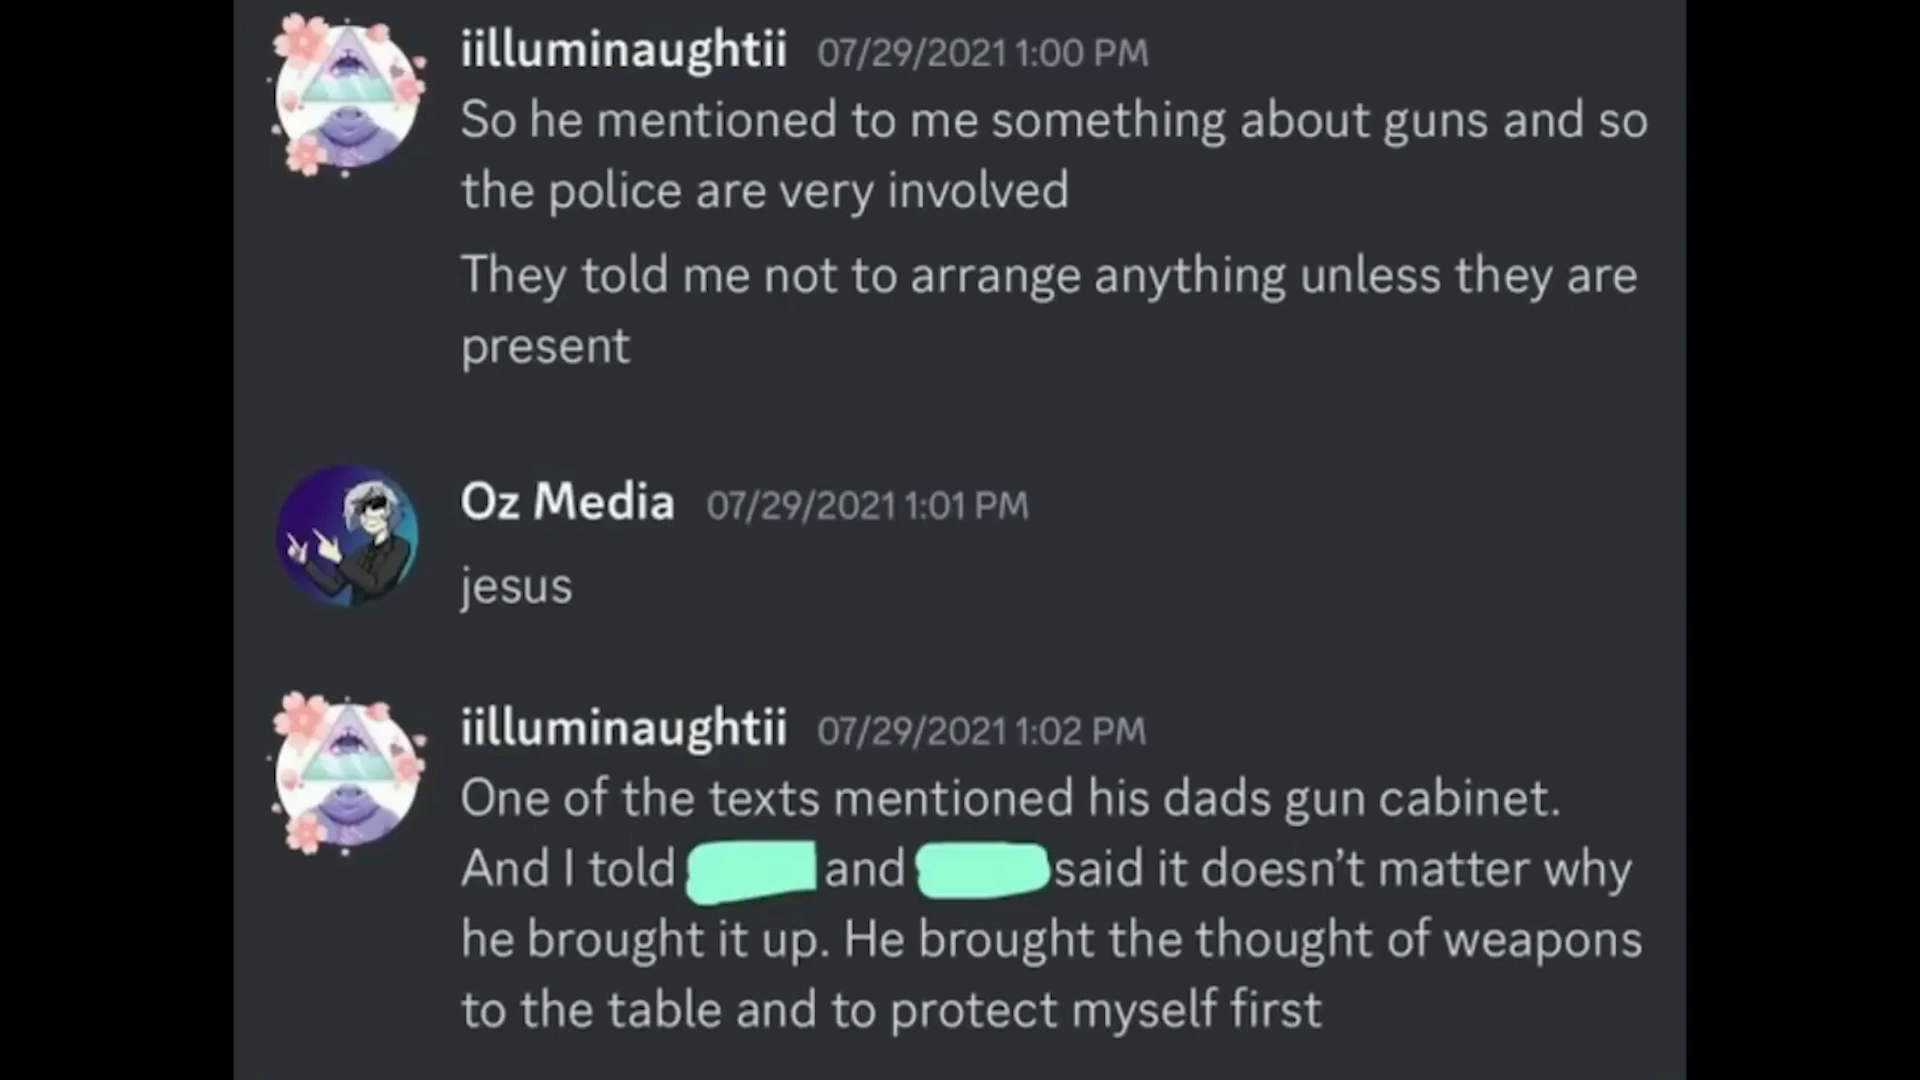 iilluminaughtii 07/29/2021 1:00 PM
So he mentioned to me something about guns and so
the police are very involved
They told me not to arrange anything unless they are
present
Oz Media 07/29/2021 1:01 PM
jesus
iilluminaughtii 07/29/2021 1:02 PM
One of the texts mentioned his dads gun cabinet.
And I told and said it doesn't matter why
he brought it up. He brought the thought of weapons
to the table and to protect myself first